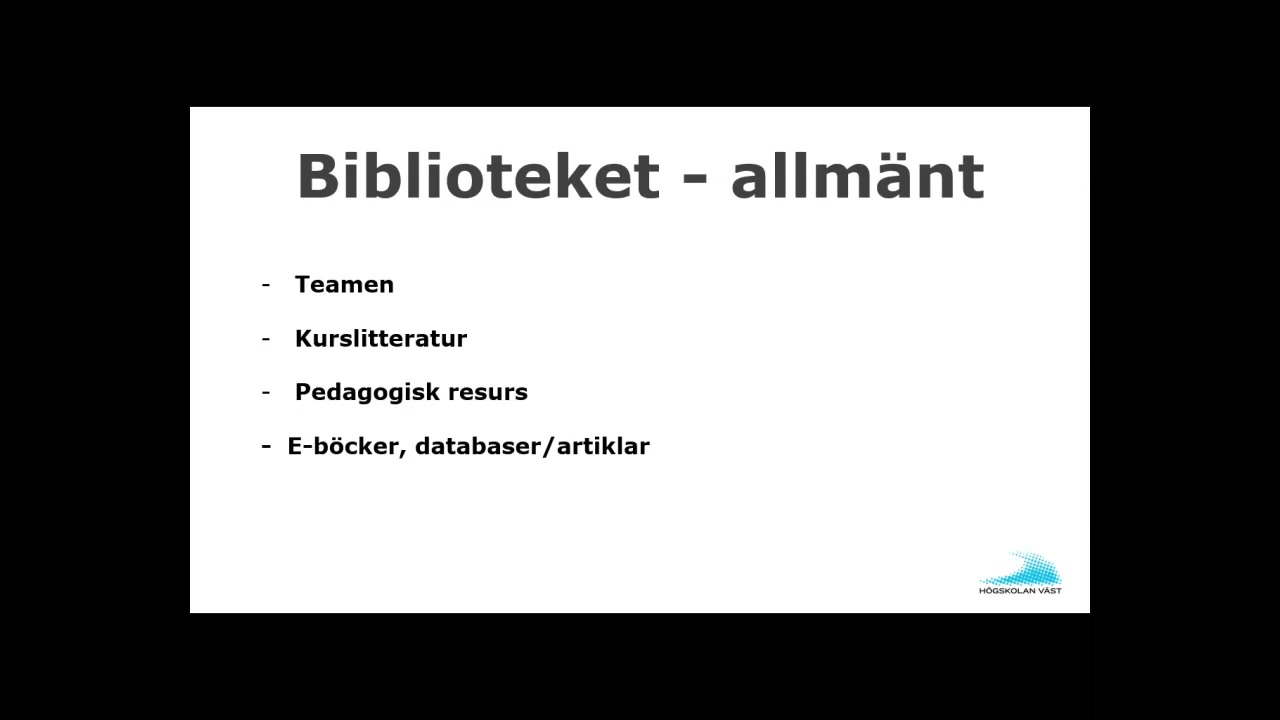 Biblioteket - allmänt
- Teamen
- Kurslitteratur
- Pedagogisk resurs
- E-böcker, databaser/artiklar
HÖGSKOLAN VÄST